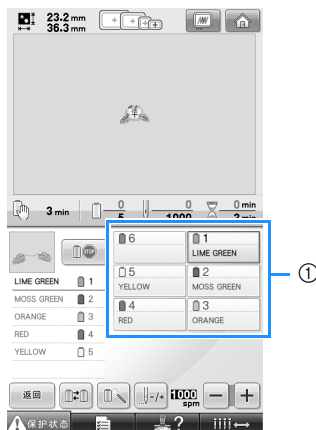 23.2 mm
36.3 mm
0 0 0 min
3 min 5 1000 3 min
6 1
LIME GREEN
5 2
YELLOW MOSS GREEN
4 3
RED ORANGE
①
LIME GREEN 1
MOSS GREEN 2
ORANGE 3
RED 4
YELLOW 5
返回 -/+ 1000 spm − +
保护状态 ?